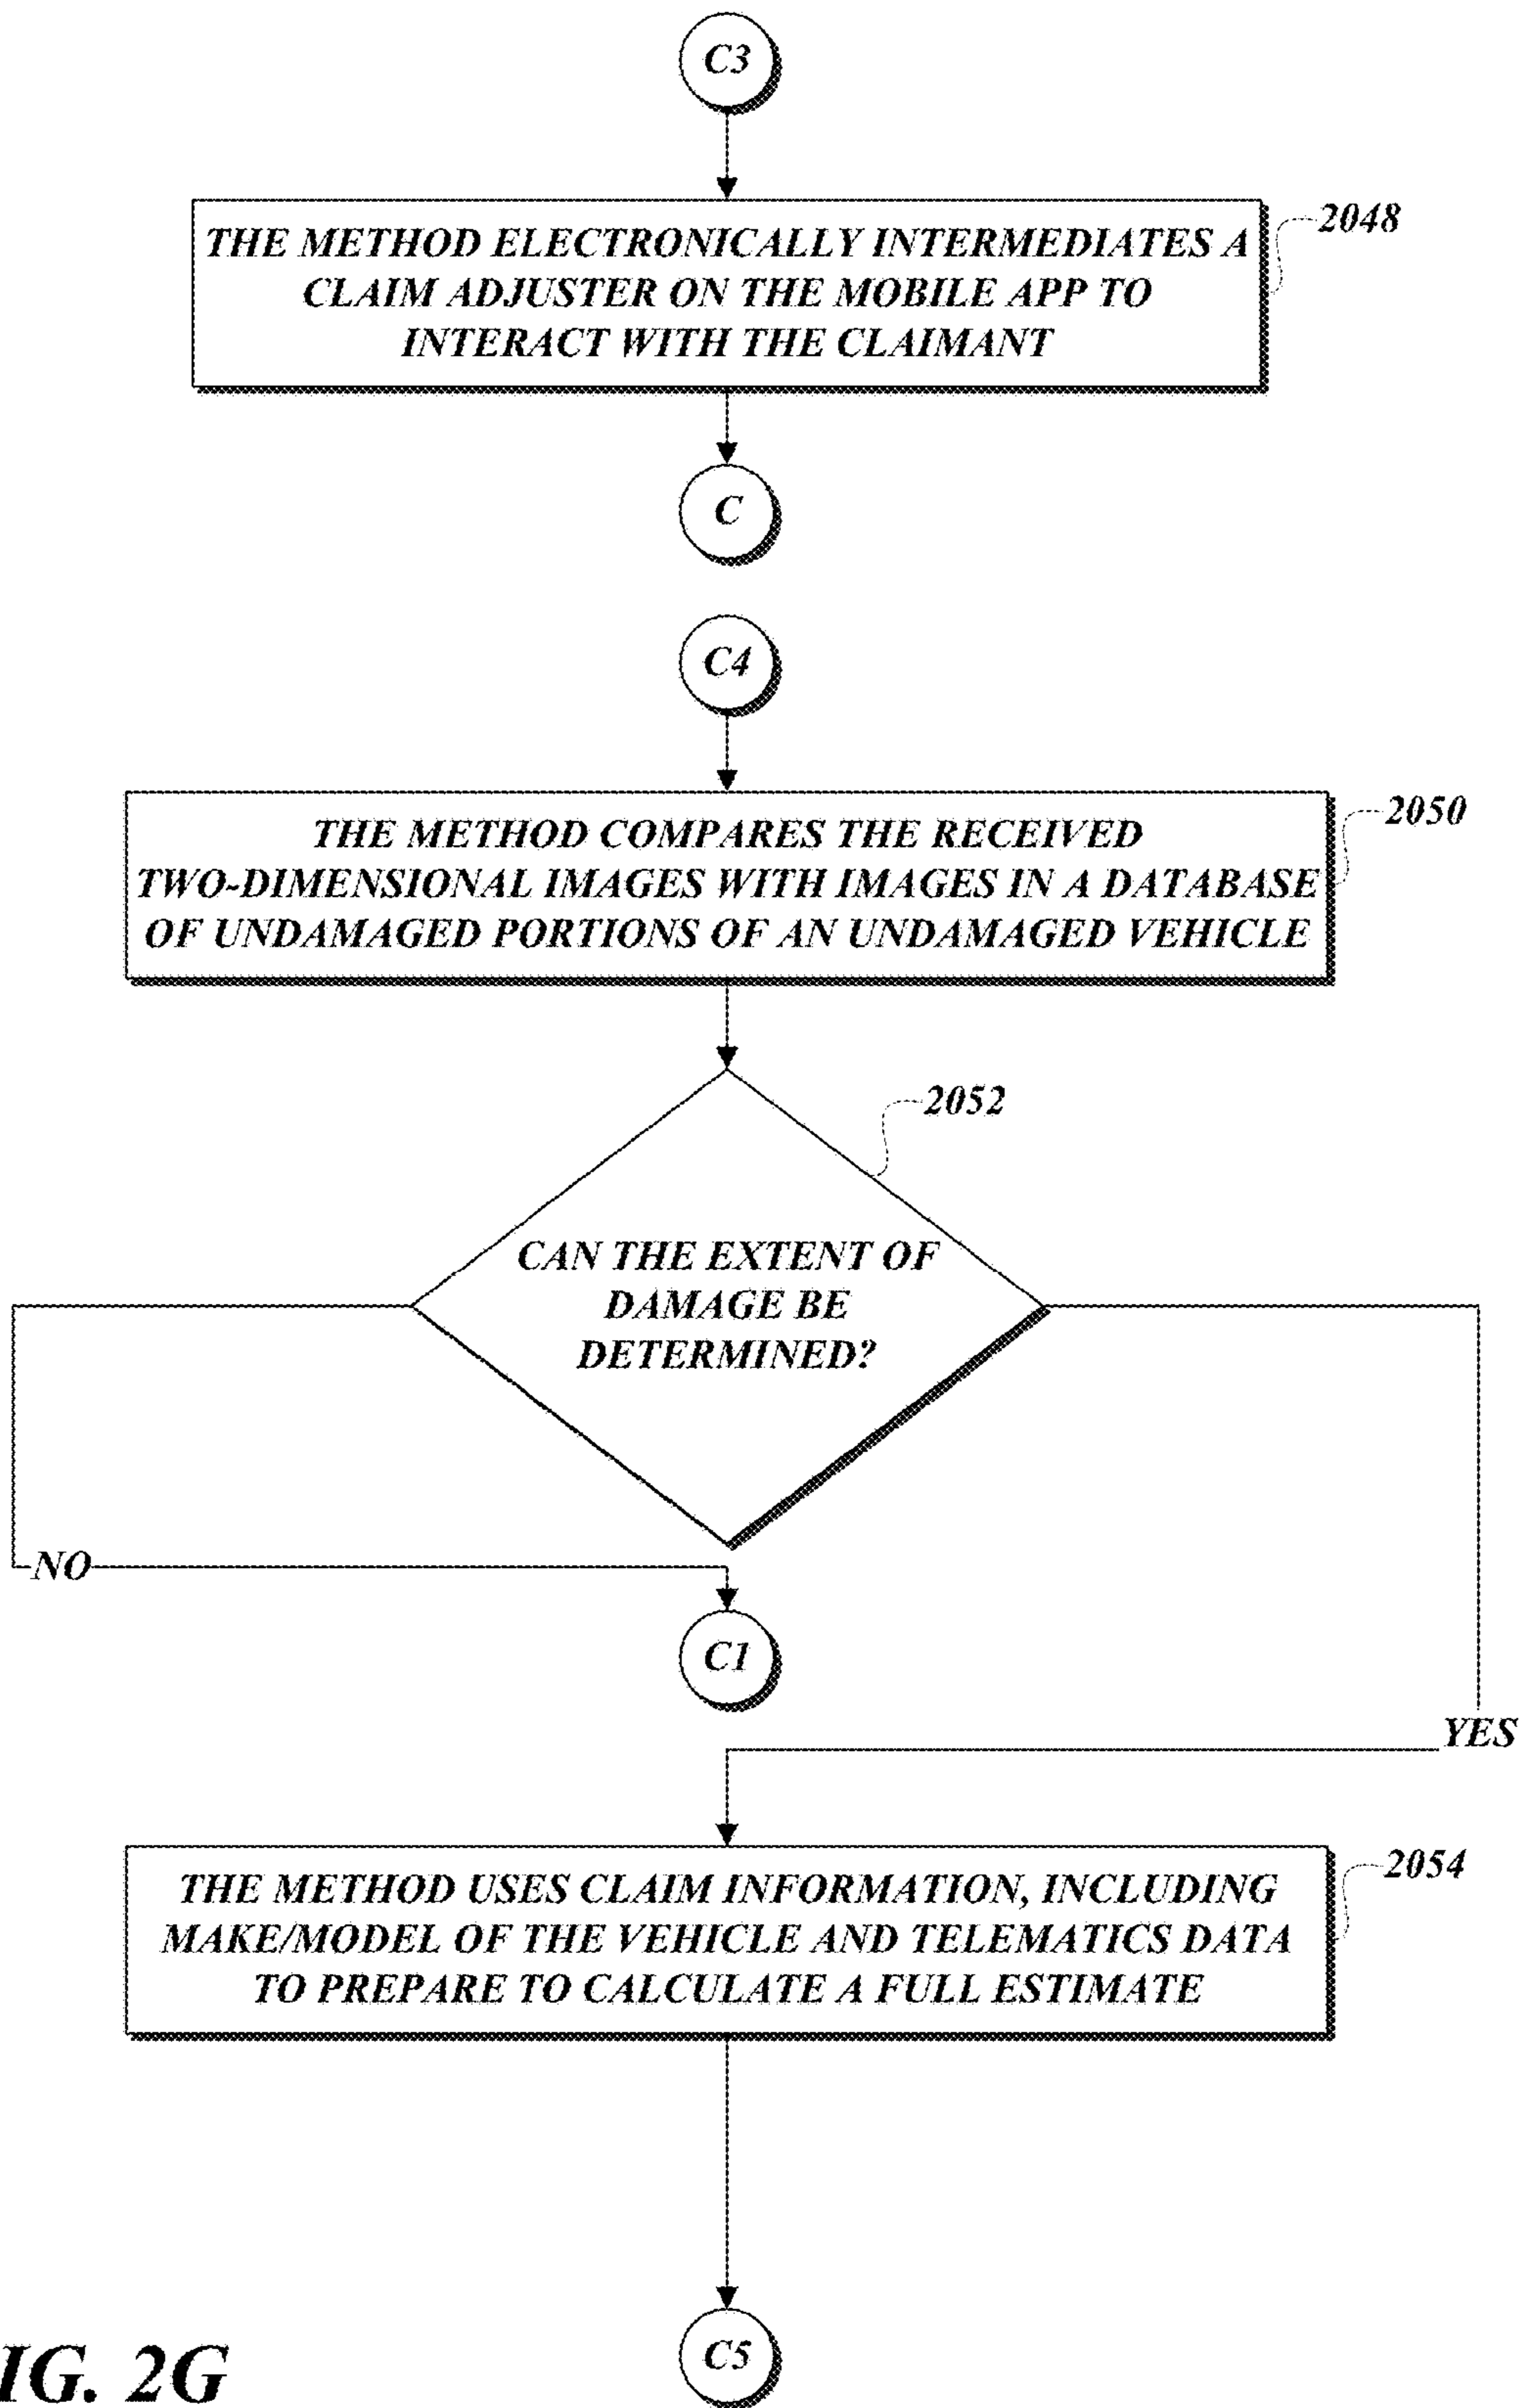 C3
2048
THE METHOD ELECTRONICALLY INTERMEDIATES A
CLAIM ADJUSTER ON THE MOBILE APP TO
INTERACT WITH THE CLAIMANT
C
C4
2050
THE METHOD COMPARES THE RECEIVED
TWO-DIMENSIONAL IMAGES WITH IMAGES IN A DATABASE
OF UNDAMAGED PORTIONS OF AN UNDAMAGED VEHICLE
2052
CAN THE EXTENT OF
DAMAGE BE
DETERMINED?
NO
C1
YES
2054
THE METHOD USES CLAIM INFORMATION, INCLUDING
MAKE/MODEL OF THE VEHICLE AND TELEMATICS DATA
TO PREPARE TO CALCULATE A FULL ESTIMATE
C5
IG. 2G